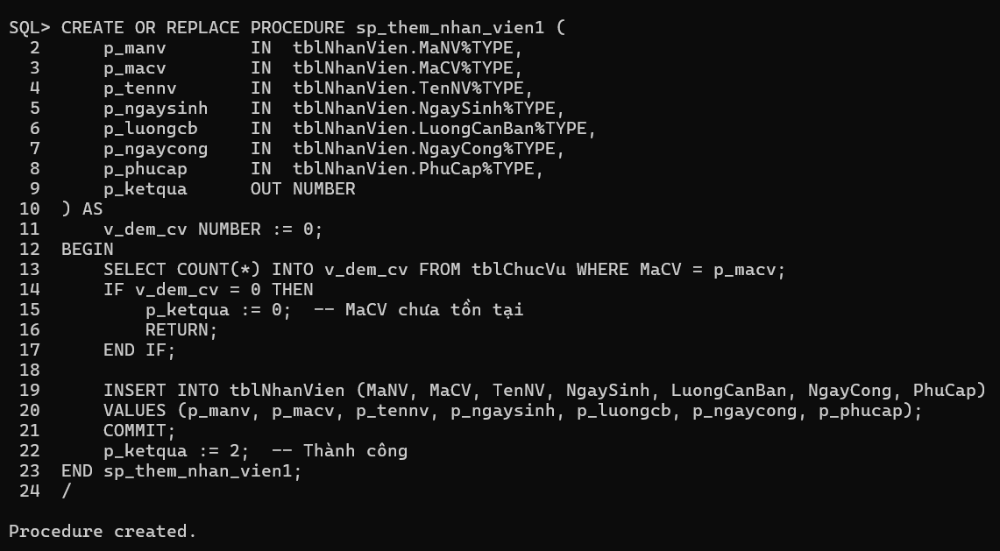 SQL> CREATE OR REPLACE PROCEDURE sp_them_nhan_vien1 (
  2      p_manv         IN  tblNhanVien.MaNV%TYPE,
  3      p_macv         IN  tblNhanVien.MaCV%TYPE,
  4      p_tennv        IN  tblNhanVien.TenNV%TYPE,
  5      p_ngaysinh     IN  tblNhanVien.NgaySinh%TYPE,
  6      p_luongcb      IN  tblNhanVien.LuongCanBan%TYPE,
  7      p_ngaycong     IN  tblNhanVien.NgayCong%TYPE,
  8      p_phucap       IN  tblNhanVien.PhuCap%TYPE,
  9      p_ketqua       OUT NUMBER
 10  ) AS
 11      v_dem_cv NUMBER := 0;
 12  BEGIN
 13      SELECT COUNT(*) INTO v_dem_cv FROM tblChucVu WHERE MaCV = p_macv;
 14      IF v_dem_cv = 0 THEN
 15          p_ketqua := 0;  -- MaCV chưa tồn tại
 16          RETURN;
 17      END IF;
 18
 19      INSERT INTO tblNhanVien (MaNV, MaCV, TenNV, NgaySinh, LuongCanBan, NgayCong, PhuCap)
 20      VALUES (p_manv, p_macv, p_tennv, p_ngaysinh, p_luongcb, p_ngaycong, p_phucap);
 21      COMMIT;
 22      p_ketqua := 2;  -- Thành công
 23  END sp_them_nhan_vien1;
 24  /
Procedure created.